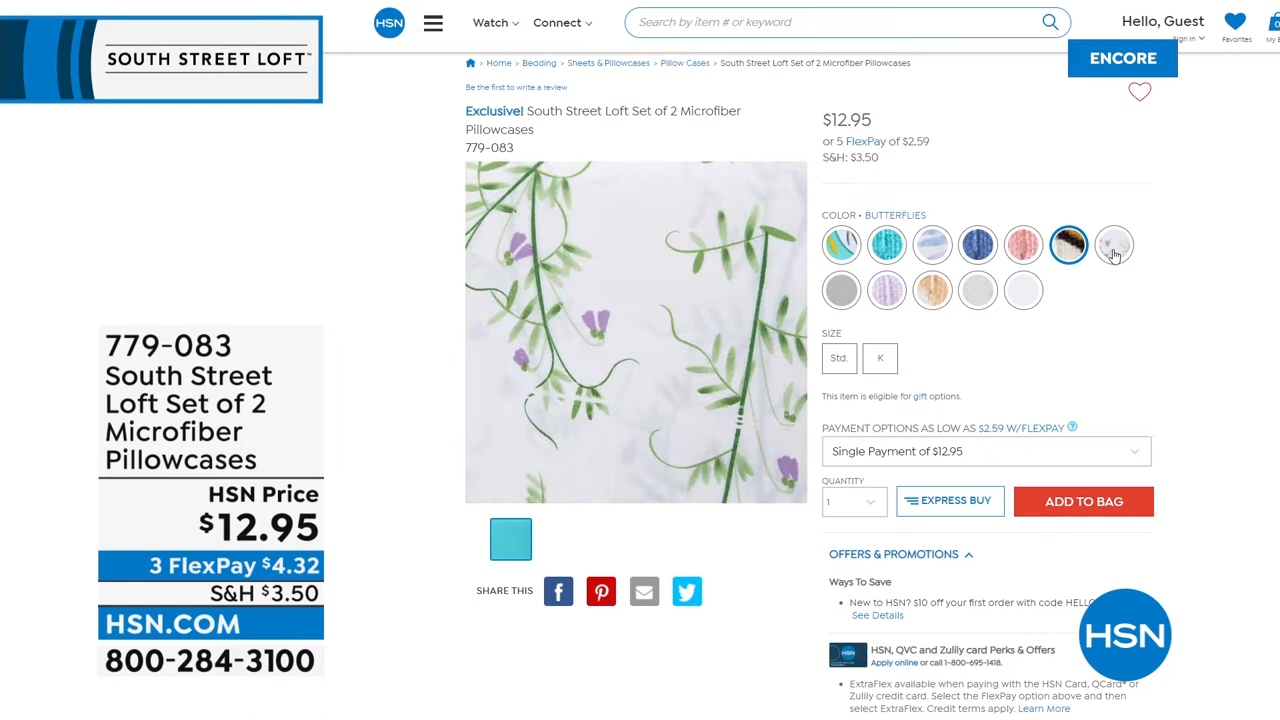 SOUTH STREET LOFT™
779-083
South Street
Loft Set of 2
Microfiber
Pillowcases
HSN Price
$12.95
3 FlexPay $4.32
S&H $3.50
HSN.COM
800-284-3100
HSN
Watch
Connect
Search by item # or keyword
Hello, Guest
Sign In
Favorites
0
My B
ENCORE
> Home > Bedding > Sheets & Pillowcases > Pillow Cases > South Street Loft Set of 2 Microfiber Pillowcases
Be the first to write a review
Exclusive! South Street Loft Set of 2 Microfiber
Pillowcases
779-083
SHARE THIS
$12.95
or 5 FlexPay of $2.59
S&H: $3.50
COLOR • BUTTERFLIES
SIZE
Std. K
This item is eligible for gift options.
PAYMENT OPTIONS AS LOW AS $2.59 W/FLEXPAY ?
Single Payment of $12.95
QUANTITY
1
EXPRESS BUY
ADD TO BAG
OFFERS & PROMOTIONS
Ways To Save
• New to HSN? $10 off your first order with code HELLO
See Details
HSN, QVC and Zulily card Perks & Offers
Apply online or call 1-800-695-1418.
• ExtraFlex available when paying with the HSN Card, QCard® or
Zulily credit card. Select the FlexPay option above and then
select ExtraFlex. Credit terms apply. Learn More
HSN